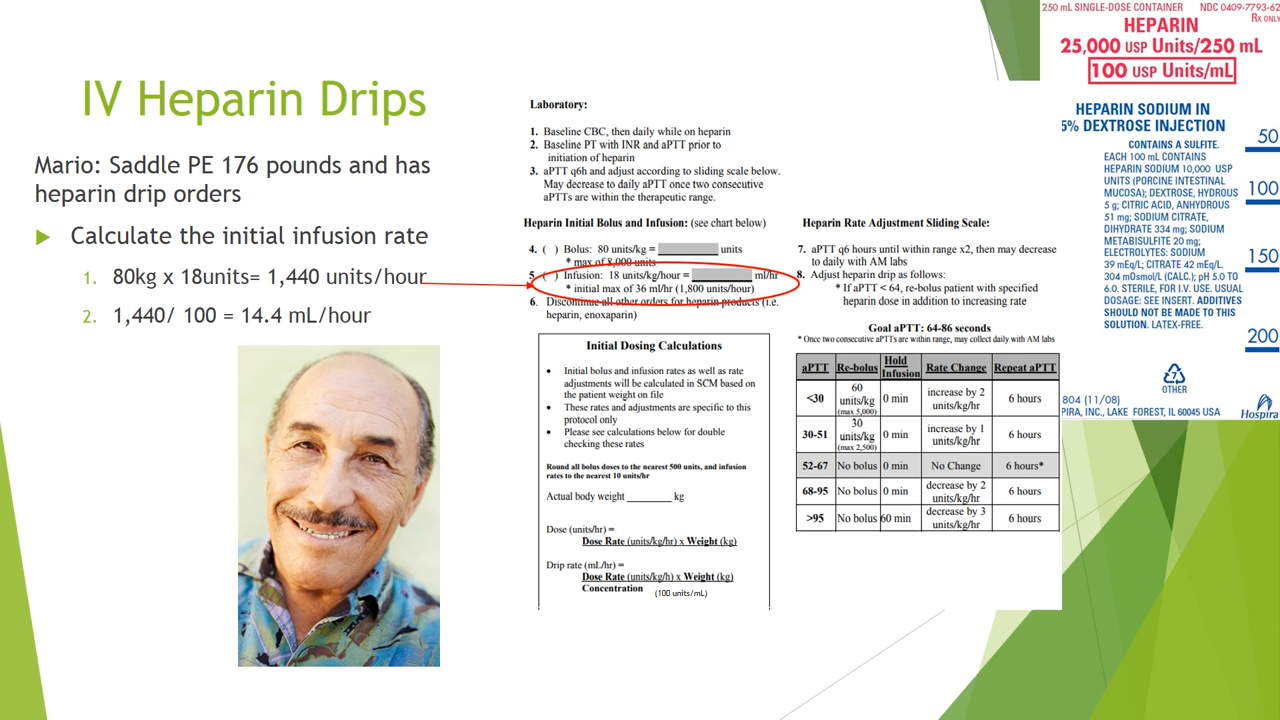 IV Heparin Drips
Mario: Saddle PE 176 pounds and has
heparin drip orders
Calculate the initial infusion rate
1. 80kg x 18units= 1,440 units/hour
2. 1,440/ 100 = 14.4 mL/hour
Laboratory:
1. Baseline CBC, then daily while on heparin
2. Baseline PT with INR and aPTT prior to
initiation of heparin
3. aPTT q6h and adjust according to sliding scale below.
May decrease to daily aPTT once two consecutive
aPTTs are within the therapeutic range.
Heparin Initial Bolus and Infusion: (see chart below)
4. ( ) Bolus: 80 units/kg = units
* max of 8,000 units
5. ( ) Infusion: 18 units/kg/hour = ml/hr
* initial max of 36 ml/hr (1,800 units/hour)
6. Discontinue all other orders for heparin products (i.e.
heparin, enoxaparin)
Initial Dosing Calculations
• Initial bolus and infusion rates as well as rate
adjustments will be calculated in SCM based on
the patient weight on file
• These rates and adjustments are specific to this
protocol only
• Please see calculations below for double
checking these rates
Round all bolus doses to the nearest 500 units, and infusion
rates to the nearest 10 units/hr
Actual body weight ________ kg
Dose (units/hr) =
Dose Rate (units/kg/hr) x Weight (kg)
Drip rate (mL/hr) =
Dose Rate (units/kg/h) x Weight (kg)
Concentration (100 units/mL)
Heparin Rate Adjustment Sliding Scale:
7. aPTT q6 hours until within range x2, then may decrease
to daily with AM labs
8. Adjust heparin drip as follows:
* If aPTT < 64, re-bolus patient with specified
heparin dose in addition to increasing rate
Goal aPTT: 64-86 seconds
* Once two consecutive aPTTs are within range, may collect daily with AM labs
aPTT Re-bolus Hold Infusion Rate Change Repeat aPTT
<30 60 units/kg (max 5,000) 0 min increase by 2 units/kg/hr 6 hours
30-51 30 units/kg (max 2,500) 0 min increase by 1 units/kg/hr 6 hours
52-67 No bolus 0 min No Change 6 hours*
68-95 No bolus 0 min decrease by 2 units/kg/hr 6 hours
>95 No bolus 60 min decrease by 3 units/kg/hr 6 hours
250 mL SINGLE-DOSE CONTAINER NDC 0409-7793-62
Rx ONLY
HEPARIN
25,000 USP Units/250 mL
100 USP Units/mL
HEPARIN SODIUM IN
5% DEXTROSE INJECTION
CONTAINS A SULFITE.
EACH 100 mL CONTAINS
HEPARIN SODIUM 10,000 USP
UNITS (PORCINE INTESTINAL
MUCOSA); DEXTROSE, HYDROUS
5 g; CITRIC ACID, ANHYDROUS
51 mg; SODIUM CITRATE,
DIHYDRATE 334 mg; SODIUM
METABISULFITE 20 mg;
ELECTROLYTES: SODIUM
39 mEq/L; CITRATE 42 mEq/L.
304 mOsmol/L (CALC.); pH 5.0 TO
6.0. STERILE, FOR I.V. USE. USUAL
DOSAGE: SEE INSERT. ADDITIVES
SHOULD NOT BE MADE TO THIS
SOLUTION. LATEX-FREE.
50
100
150
200
7
OTHER
804 (11/08)
PIRA, INC., LAKE FOREST, IL 60045 USA
Hospira